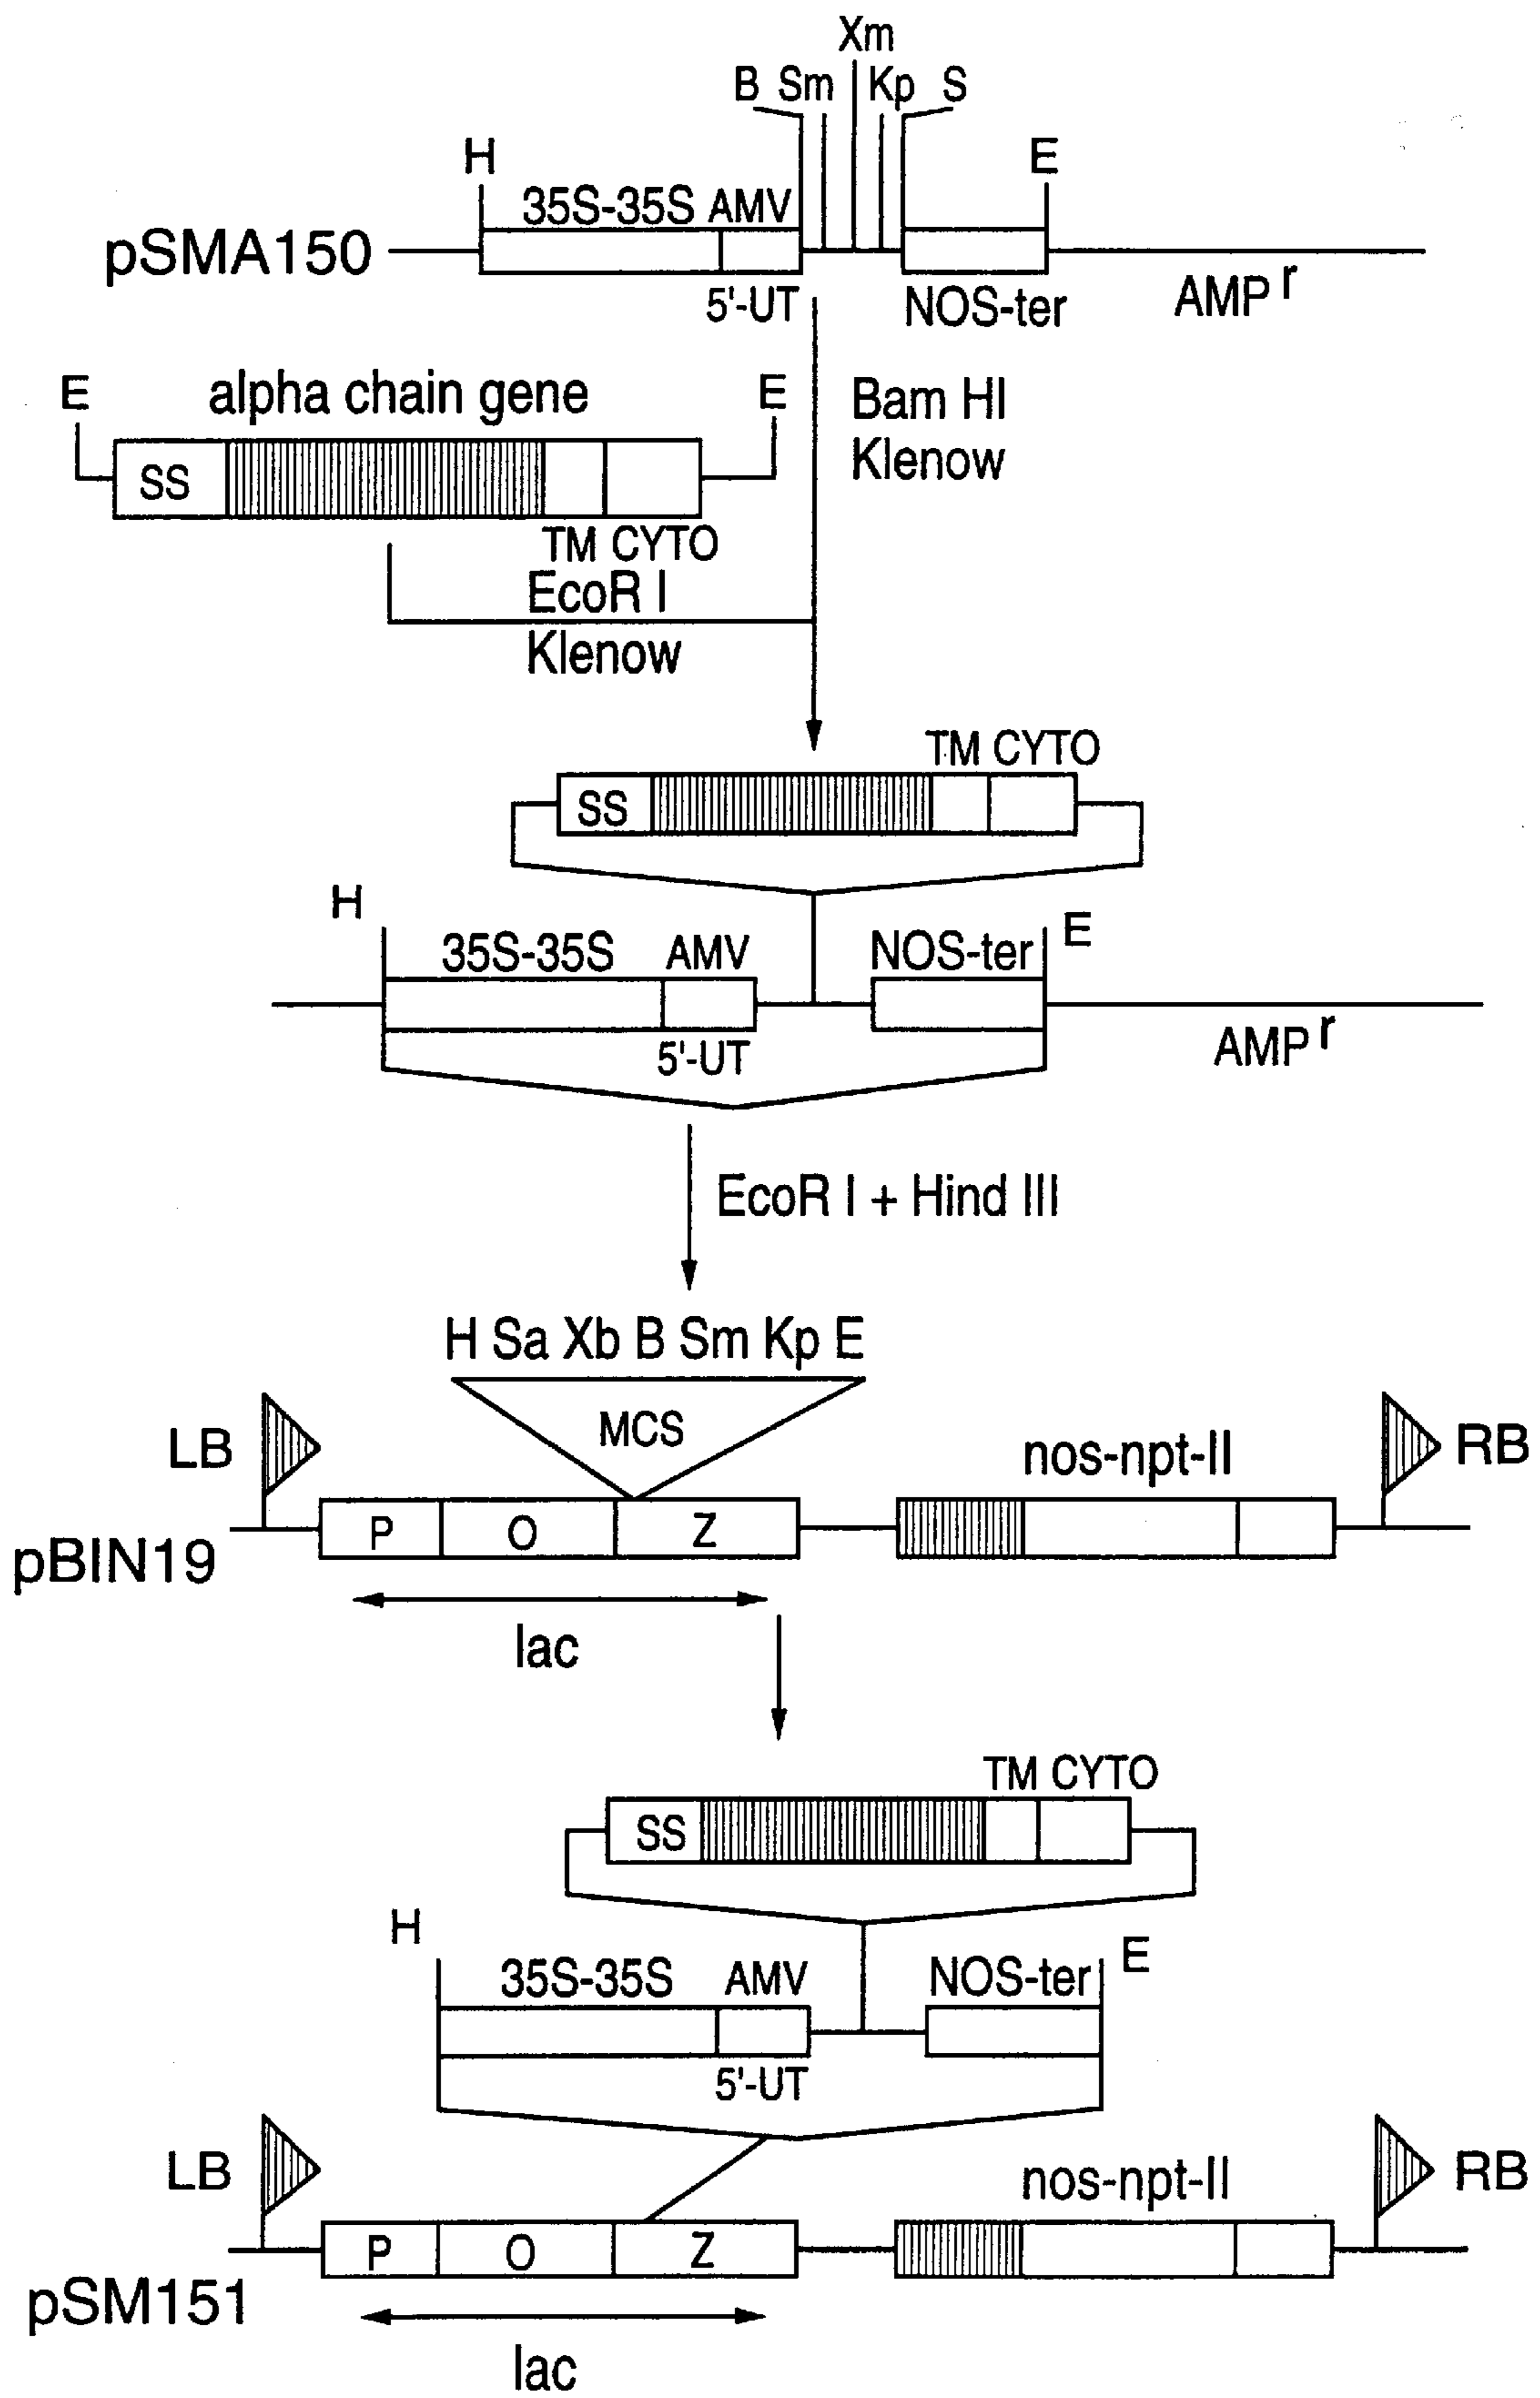 Xm
B Sm Kp S
H E
35S-35S AMV
pSMA150
5'-UT NOS-ter AMP r
E alpha chain gene E
Bam HI
Klenow
SS
TM CYTO
EcoR I
Klenow
TM CYTO
SS
H E
35S-35S AMV NOS-ter
5'-UT AMP r
EcoR I + Hind III
H Sa Xb B Sm Kp E
MCS
LB nos-npt-II RB
P O Z
pBIN19
lac
TM CYTO
SS
H E
35S-35S AMV NOS-ter
5'-UT
LB nos-npt-II RB
P O Z
pSM151
lac